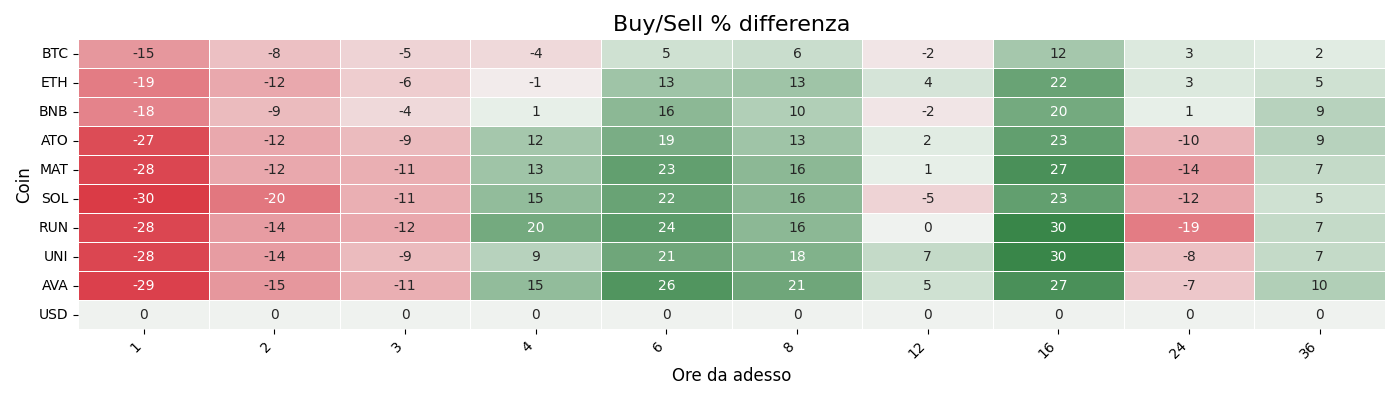 Buy/Sell % differenza
Coin
BTC -15 -8 -5 -4 5 6 -2 12 3 2
ETH -19 -12 -6 -1 13 13 4 22 3 5
BNB -18 -9 -4 1 16 10 -2 20 1 9
ATO -27 -12 -9 12 19 13 2 23 -10 9
MAT -28 -12 -11 13 23 16 1 27 -14 7
SOL -30 -20 -11 15 22 16 -5 23 -12 5
RUN -28 -14 -12 20 24 16 0 30 -19 7
UNI -28 -14 -9 9 21 18 7 30 -8 7
AVA -29 -15 -11 15 26 21 5 27 -7 10
USD 0 0 0 0 0 0 0 0 0 0
1 2 3 4 6 8 12 16 24 36
Ore da adesso